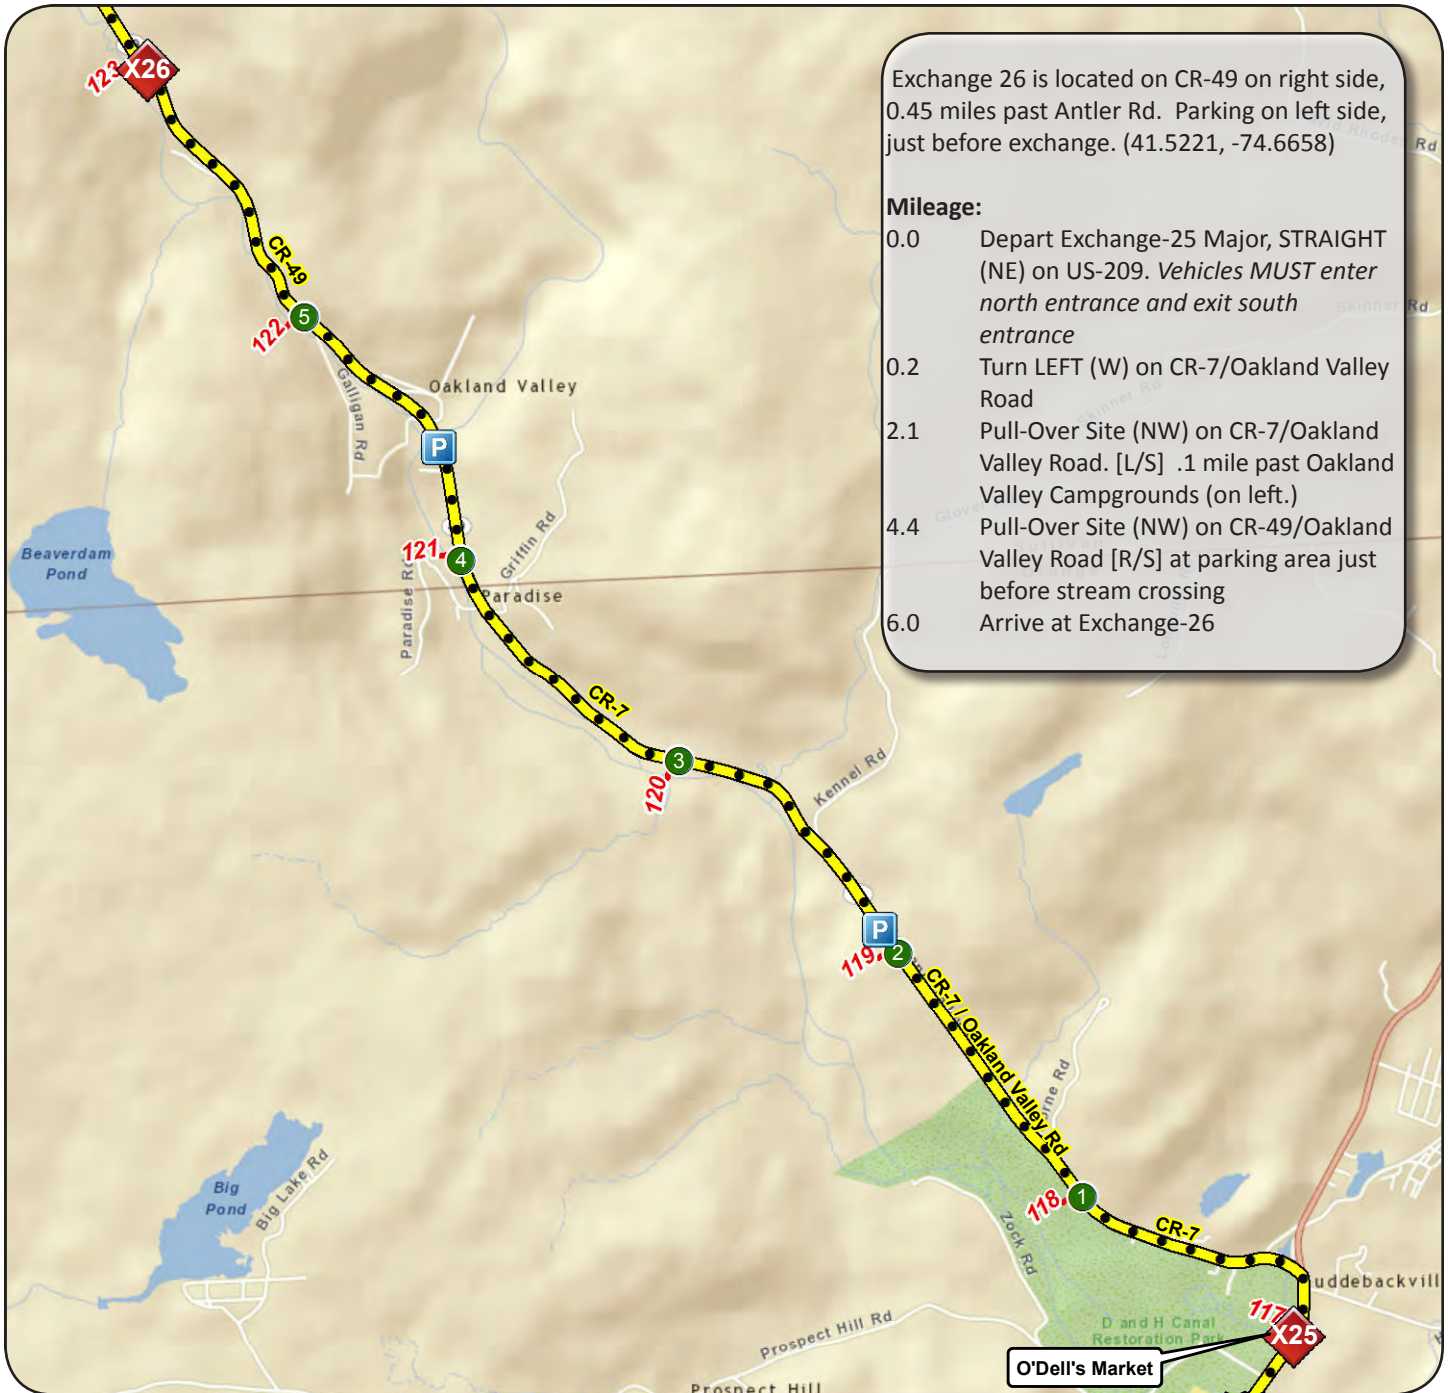 Exchange 26 is located on CR-49 on right side,
0.45 miles past Antler Rd.  Parking on left side,
just before exchange. (41.5221, -74.6658)
Mileage:
0.0 Depart Exchange-25 Major, STRAIGHT
(NE) on US-209. Vehicles MUST enter
north entrance and exit south
entrance
0.2 Turn LEFT (W) on CR-7/Oakland Valley
Road
2.1 Pull-Over Site (NW) on CR-7/Oakland
Valley Road. [L/S]  .1 mile past Oakland
Valley Campgrounds (on left.)
4.4 Pull-Over Site (NW) on CR-49/Oakland
Valley Road [R/S] at parking area just
before stream crossing
6.0 Arrive at Exchange-26
123
X26
CR-49
122
5
Galligan Rd
Oakland Valley
P
Beaverdam
Pond
121
4
Griffin Rd
Paradise Rd
Paradise
CR-7
3
120
Kennel Rd
P
119
2
CR-7 / Oakland Valley Rd
Rd
Skinner Rd
118
1
CR-7
Zock Rd
Big
Pond
Big Lake Rd
uddebackvill
117
X25
D and H Canal
Restoration Park
O'Dell's Market
Prospect Hill Rd
Prospect Hill